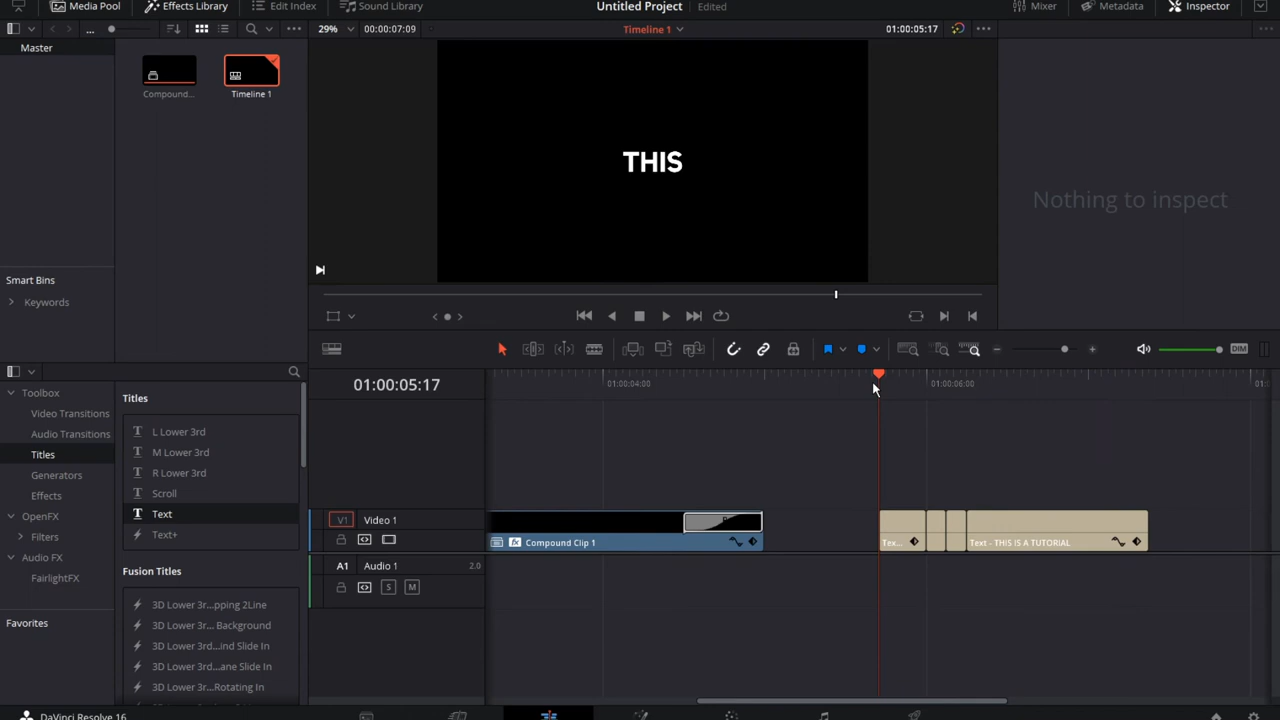 Media Pool
Effects Library
Edit Index
Sound Library
Untitled Project
Edited
Mixer
Metadata
Inspector
...
29%
00:00:07:09
Timeline 1
01:00:05:17
Master
Compound...
Timeline 1
THIS
Nothing to inspect
Smart Bins
Keywords
01:00:05:17
01:00:04:00
01:00:06:00
DIM
Toolbox
Video Transitions
Audio Transitions
Titles
Generators
Effects
OpenFX
Filters
Audio FX
FairlightFX
Favorites
Titles
L Lower 3rd
M Lower 3rd
R Lower 3rd
Scroll
Text
Text+
Fusion Titles
3D Lower 3r...pping 2Line
3D Lower 3r... Background
3D Lower 3rd...ind Slide In
3D Lower 3rd...ane Slide In
3D Lower 3rd...Rotating In
V1
Video 1
A1
Audio 1
2.0
S
M
Compound Clip 1
Tex...
Text - THIS IS A TUTORIAL
DaVinci Resolve 16